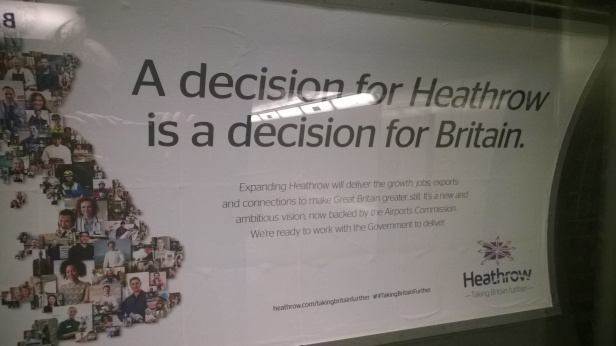 A decision for Heathrow
is a decision for Britain.
Expanding Heathrow will deliver the growth, jobs, exports
and connections to make Great Britain greater still. It's a new and
ambitious vision, now backed by the Airports Commission.
We're ready to work with the Government to deliver.
heathrow.com/takingbritainfurther #TakingBritainFurther
Heathrow
Taking Britain further